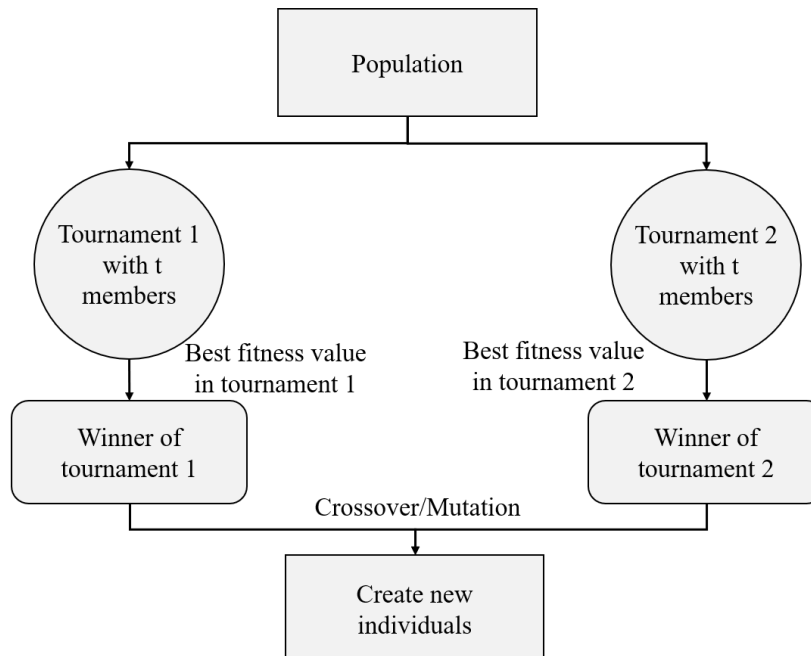 Population
Tournament 1
with t
members
Tournament 2
with t
members
Best fitness value
in tournament 1
Best fitness value
in tournament 2
Winner of
tournament 1
Winner of
tournament 2
Crossover/Mutation
Create new
individuals